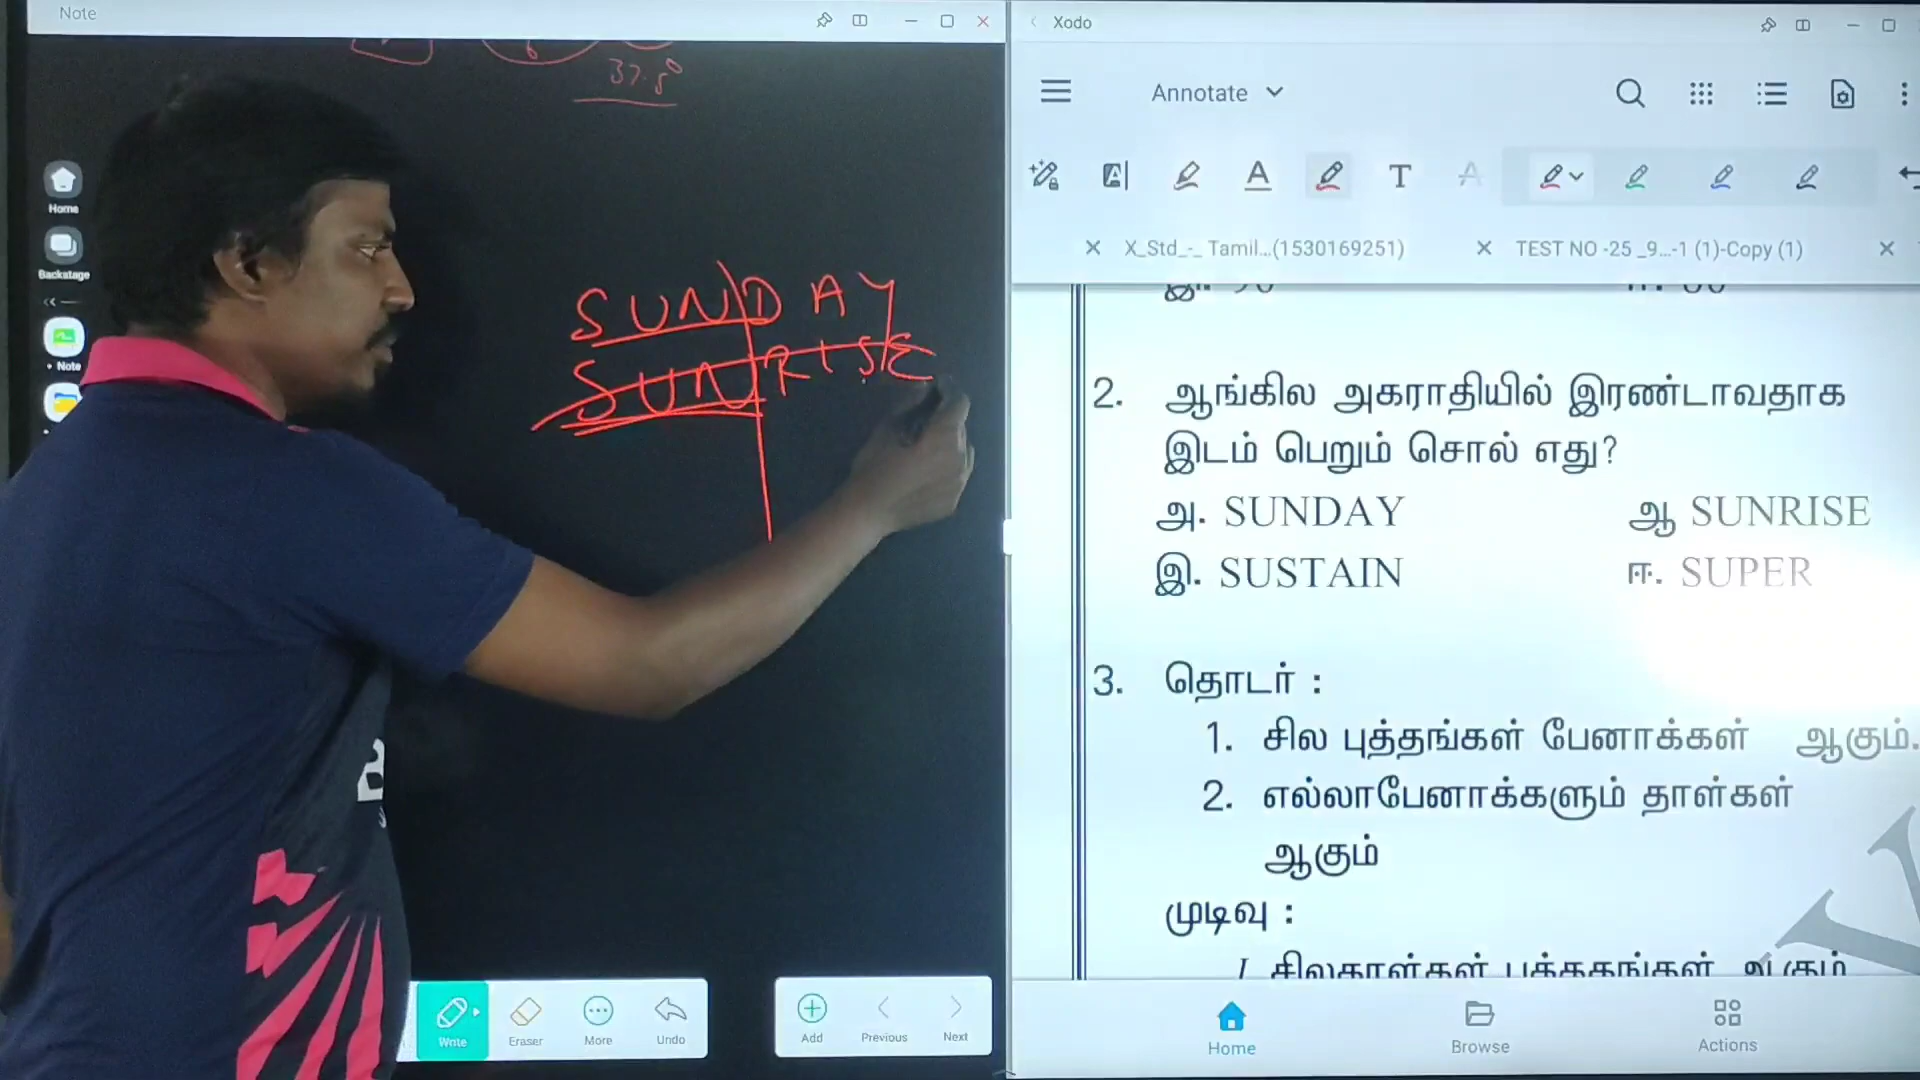 Note
37.5°
Home
Backstage
Note
SUNDAY
SUNRISE
Write
Eraser
More
Undo
Add
Previous
Next
Xodo
Annotate
X_Std_-_ Tamil...(1530169251)
TEST NO -25 _9...-1 (1)-Copy (1)
2. ஆங்கில அகராதியில் இரண்டாவதாக
இடம் பெறும் சொல் எது?
அ. SUNDAY ஆ SUNRISE
இ. SUSTAIN ஈ. SUPER
3. தொடர் :
1. சில புத்தங்கள் பேனாக்கள் ஆகும்.
2. எல்லாபேனாக்களும் தாள்கள்
ஆகும்
முடிவு :
Home
Browse
Actions